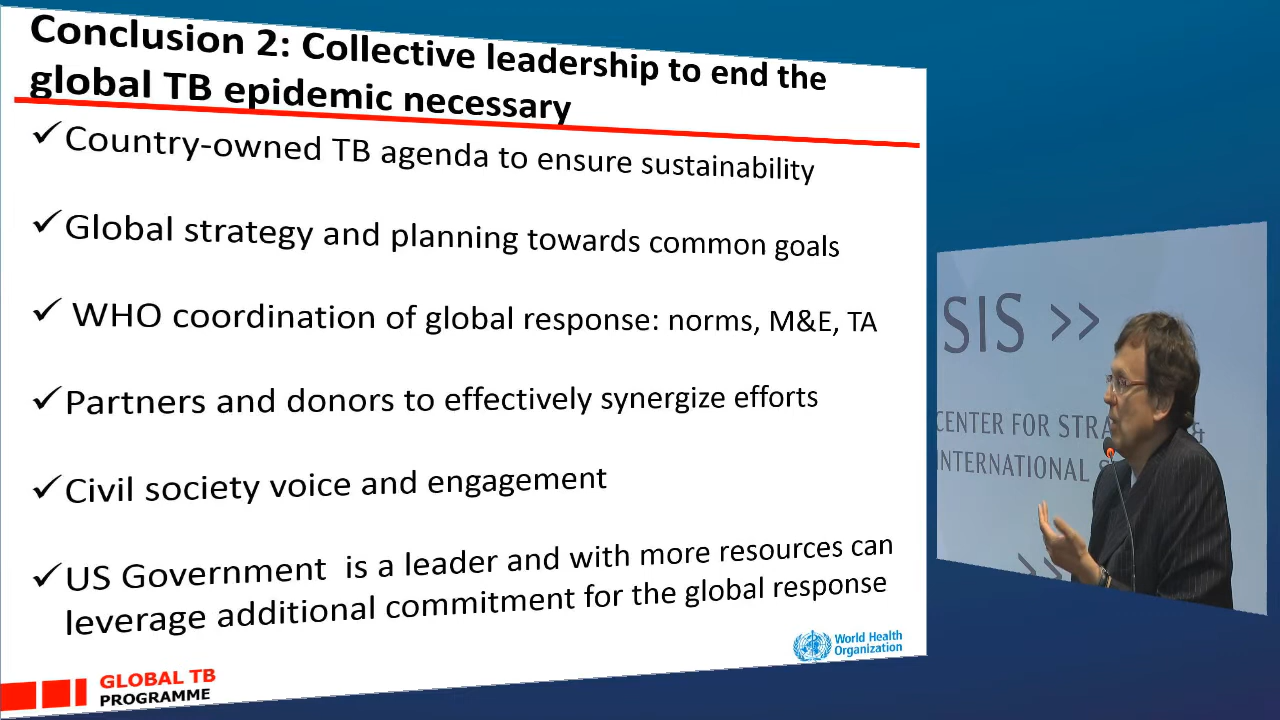 Conclusion 2: Collective leadership to end the
global TB epidemic necessary
✓ Country-owned TB agenda to ensure sustainability
✓ Global strategy and planning towards common goals
✓ WHO coordination of global response: norms, M&E, TA
✓ Partners and donors to effectively synergize efforts
✓ Civil society voice and engagement
✓ US Government is a leader and with more resources can
leverage additional commitment for the global response
World Health
Organization
GLOBAL TB
PROGRAMME
SIS >>
CENTER FOR STRA &
INTERNATIONAL S
>>